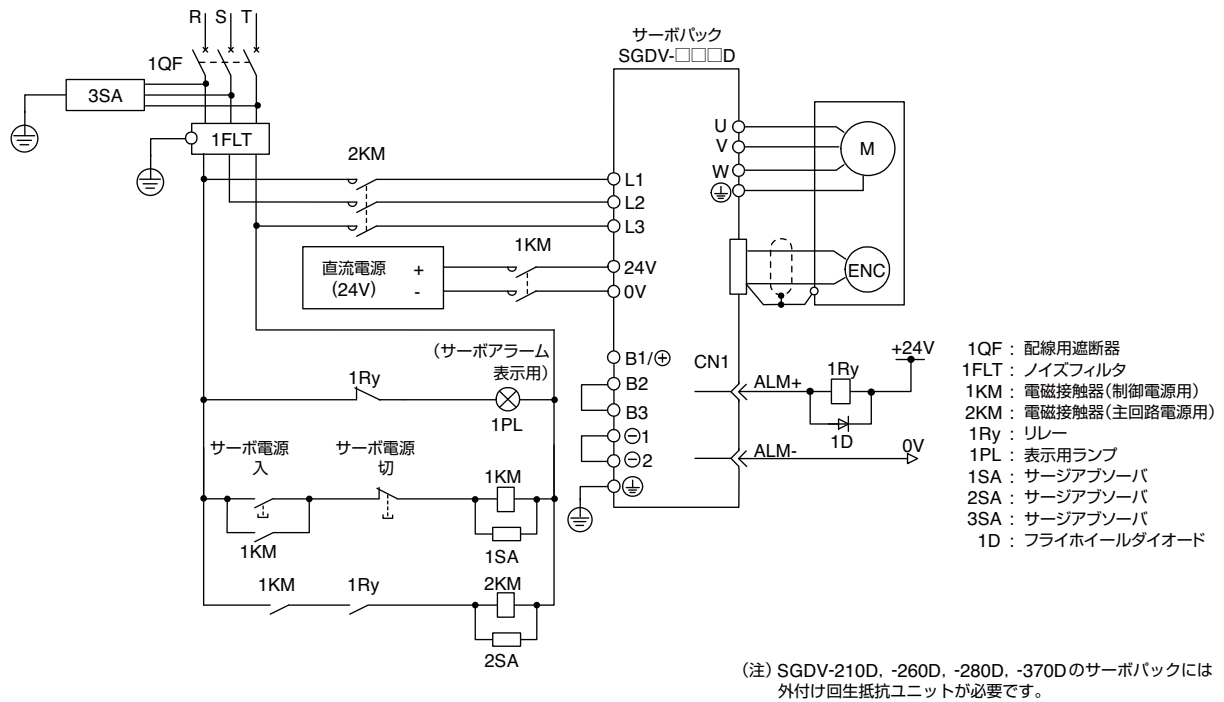 R S T
1QF
3SA
1FLT
2KM
サーボパック
SGDV-□□□D
U
V
W
M
L1
L2
L3
1KM
直流電源
(24V)
+
-
24V
0V
ENC
B1/⊕
B2
B3
⊖1
⊖2
CN1
ALM+
ALM-
1Ry
+24V
1D
0V
(サーボアラーム
表示用)
1Ry
1PL
サーボ電源
入
サーボ電源
切
1KM
1KM
1SA
1KM
1Ry
2KM
2SA
1QF : 配線用遮断器
1FLT : ノイズフィルタ
1KM : 電磁接触器(制御電源用)
2KM : 電磁接触器(主回路電源用)
1Ry : リレー
1PL : 表示用ランプ
1SA : サージアブソーバ
2SA : サージアブソーバ
3SA : サージアブソーバ
1D : フライホイールダイオード
(注) SGDV-210D, -260D, -280D, -370Dのサーボパックには
外付け回生抵抗ユニットが必要です。